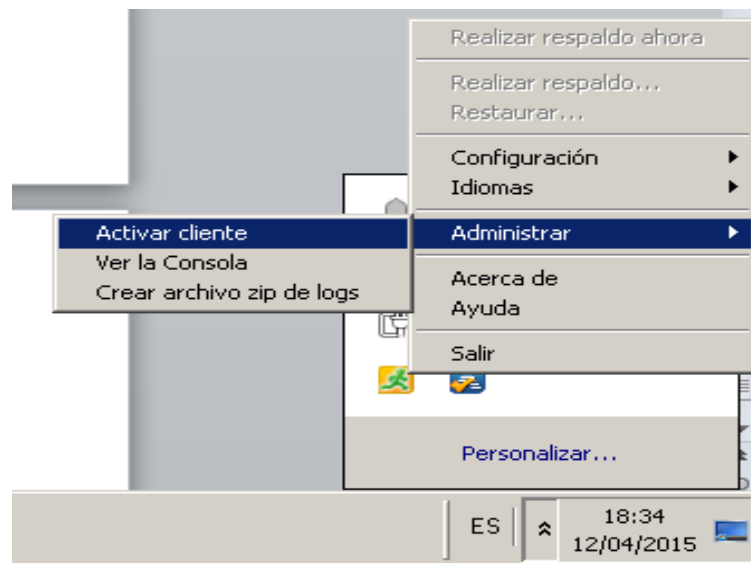 Realizar respaldo ahora
Realizar respaldo...
Restaurar...
Configuración
Idiomas
Administrar
Activar cliente
Ver la Consola
Crear archivo zip de logs
Acerca de
Ayuda
Salir
Personalizar...
ES
18:34
12/04/2015